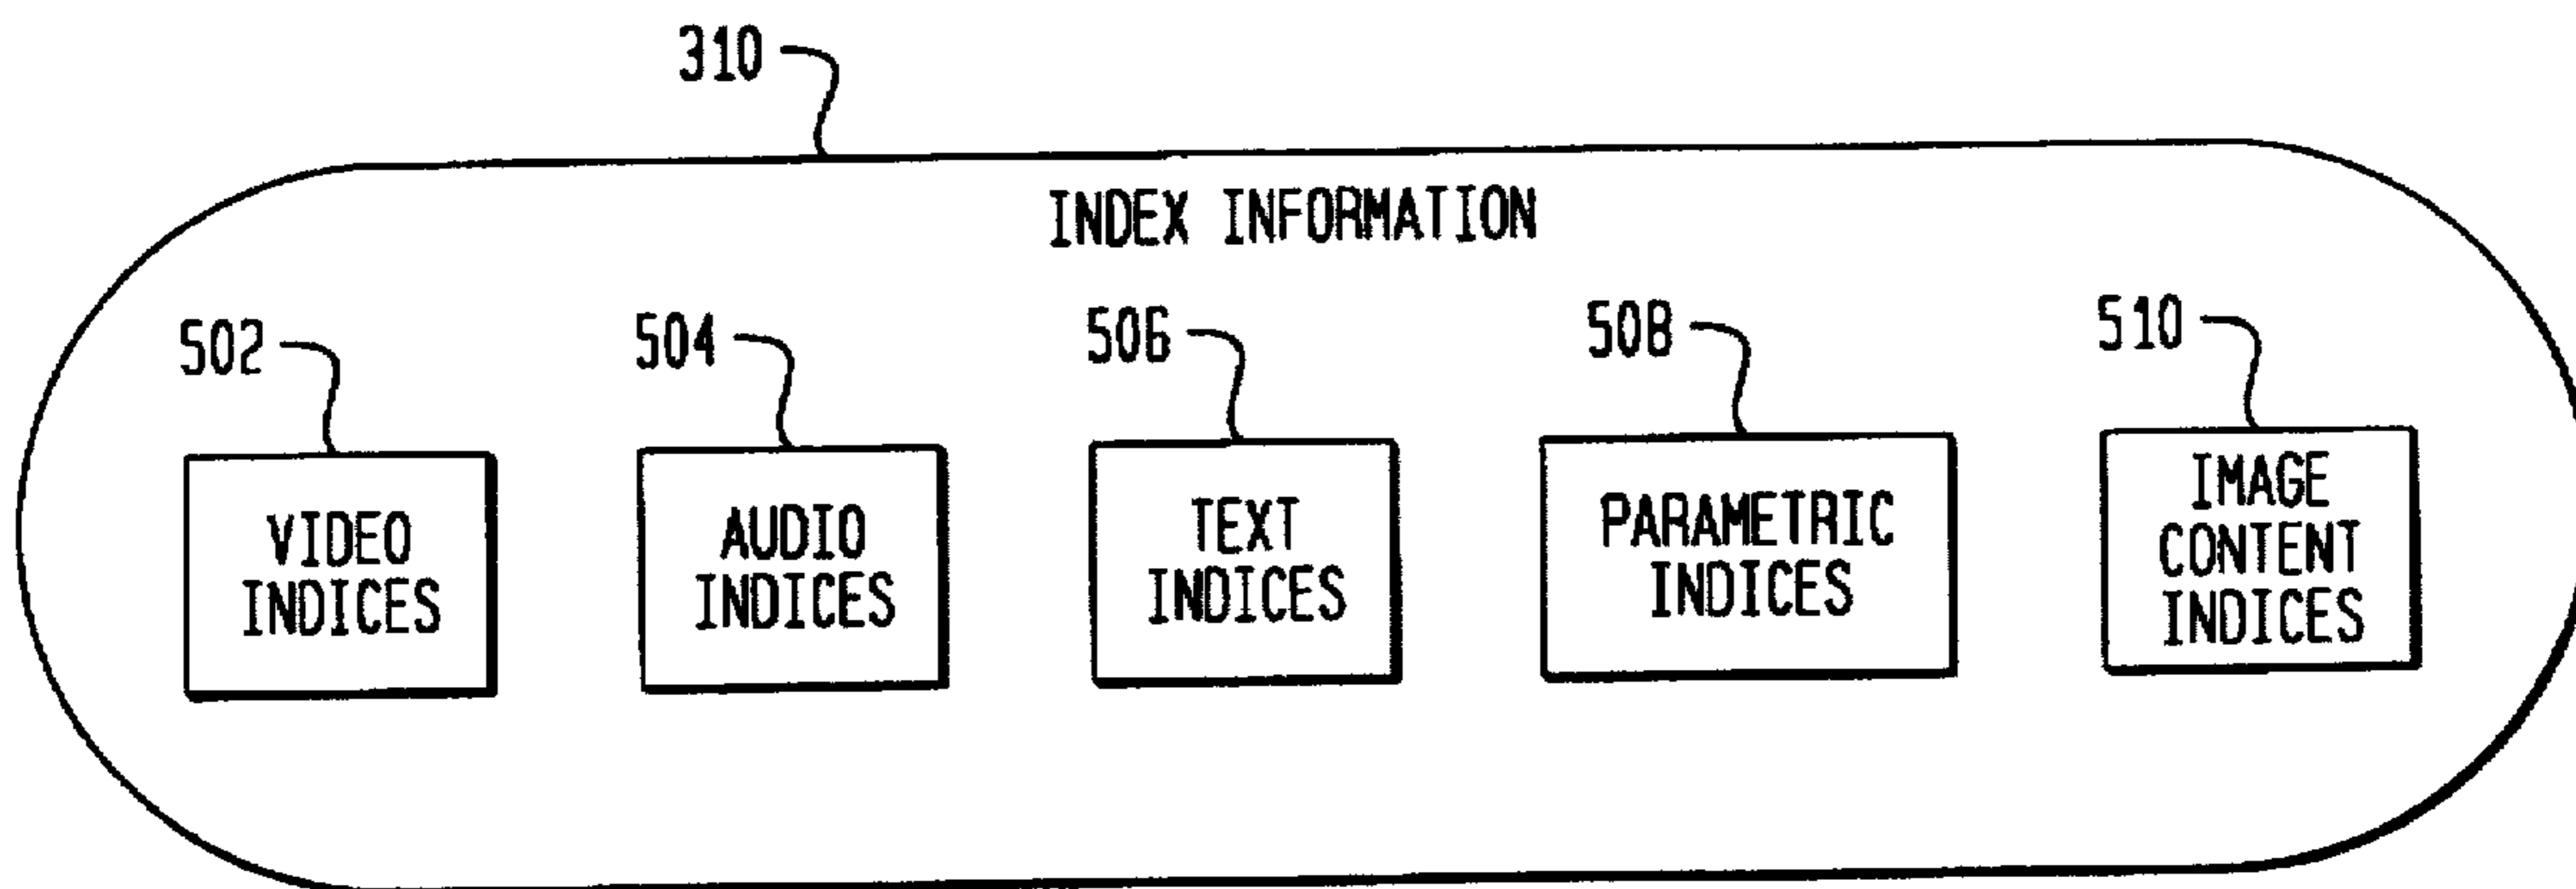 310
INDEX INFORMATION
502
504
506
508
510
VIDEO
INDICES
AUDIO
INDICES
TEXT
INDICES
PARAMETRIC
INDICES
IMAGE
CONTENT
INDICES